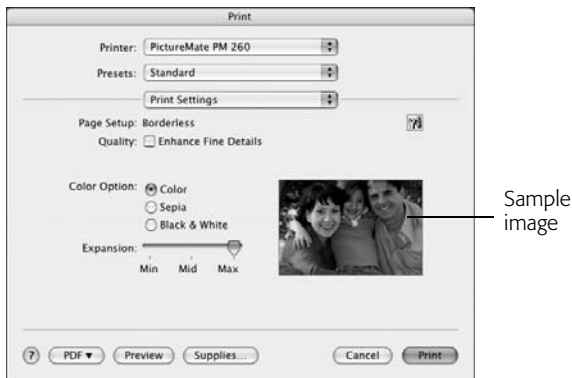 Print
Printer: PictureMate PM 260
Presets: Standard
Print Settings
Page Setup: Borderless
Quality: Enhance Fine Details
Color Option: Color
Sepia
Black & White
Expansion:
Min Mid Max
Sample
image
? PDF ▼ Preview Supplies... Cancel Print